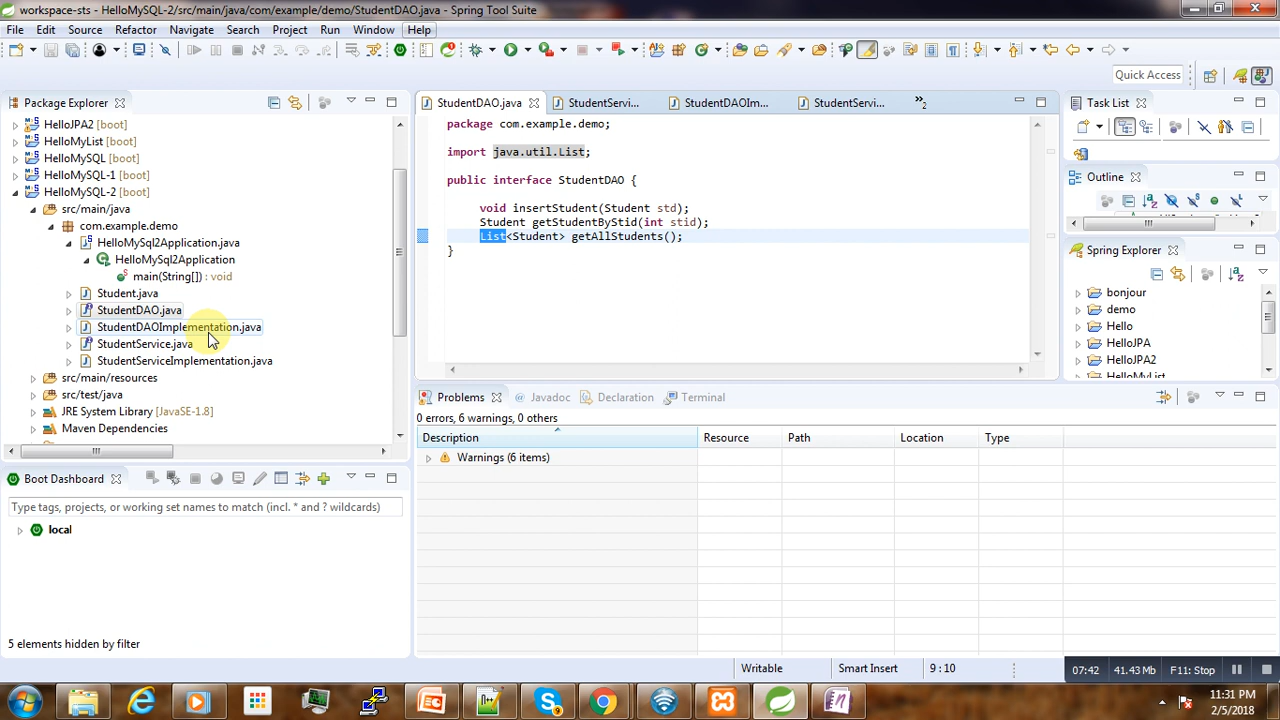 workspace-sts - HelloMySQL-2/src/main/java/com/example/demo/StudentDAO.java - Spring Tool Suite
File Edit Source Refactor Navigate Search Project Run Window Help
Quick Access
Package Explorer
HelloJPA2 [boot]
HelloMyList [boot]
HelloMySQL [boot]
HelloMySQL-1 [boot]
HelloMySQL-2 [boot]
src/main/java
com.example.demo
HelloMySql2Application.java
HelloMySql2Application
main(String[]) : void
Student.java
StudentDAO.java
StudentDAOImplementation.java
StudentService.java
StudentServiceImplementation.java
src/main/resources
src/test/java
JRE System Library [JavaSE-1.8]
Maven Dependencies
Boot Dashboard
Type tags, projects, or working set names to match (incl. * and ? wildcards)
local
5 elements hidden by filter
StudentDAO.java StudentServi... StudentDAOIm... StudentServic... »2
package com.example.demo;
import java.util.List;
public interface StudentDAO {
void insertStudent(Student std);
Student getStudentByStid(int stid);
List<Student> getAllStudents();
}
Problems Javadoc Declaration Terminal
0 errors, 6 warnings, 0 others
Description Resource Path Location Type
Warnings (6 items)
Task List
Outline
Spring Explorer
bonjour
demo
Hello
HelloJPA
HelloJPA2
HelloMyList
Writable Smart Insert 9 : 10
07:42 41.43 Mb F11: Stop
11:31 PM
2/5/2018